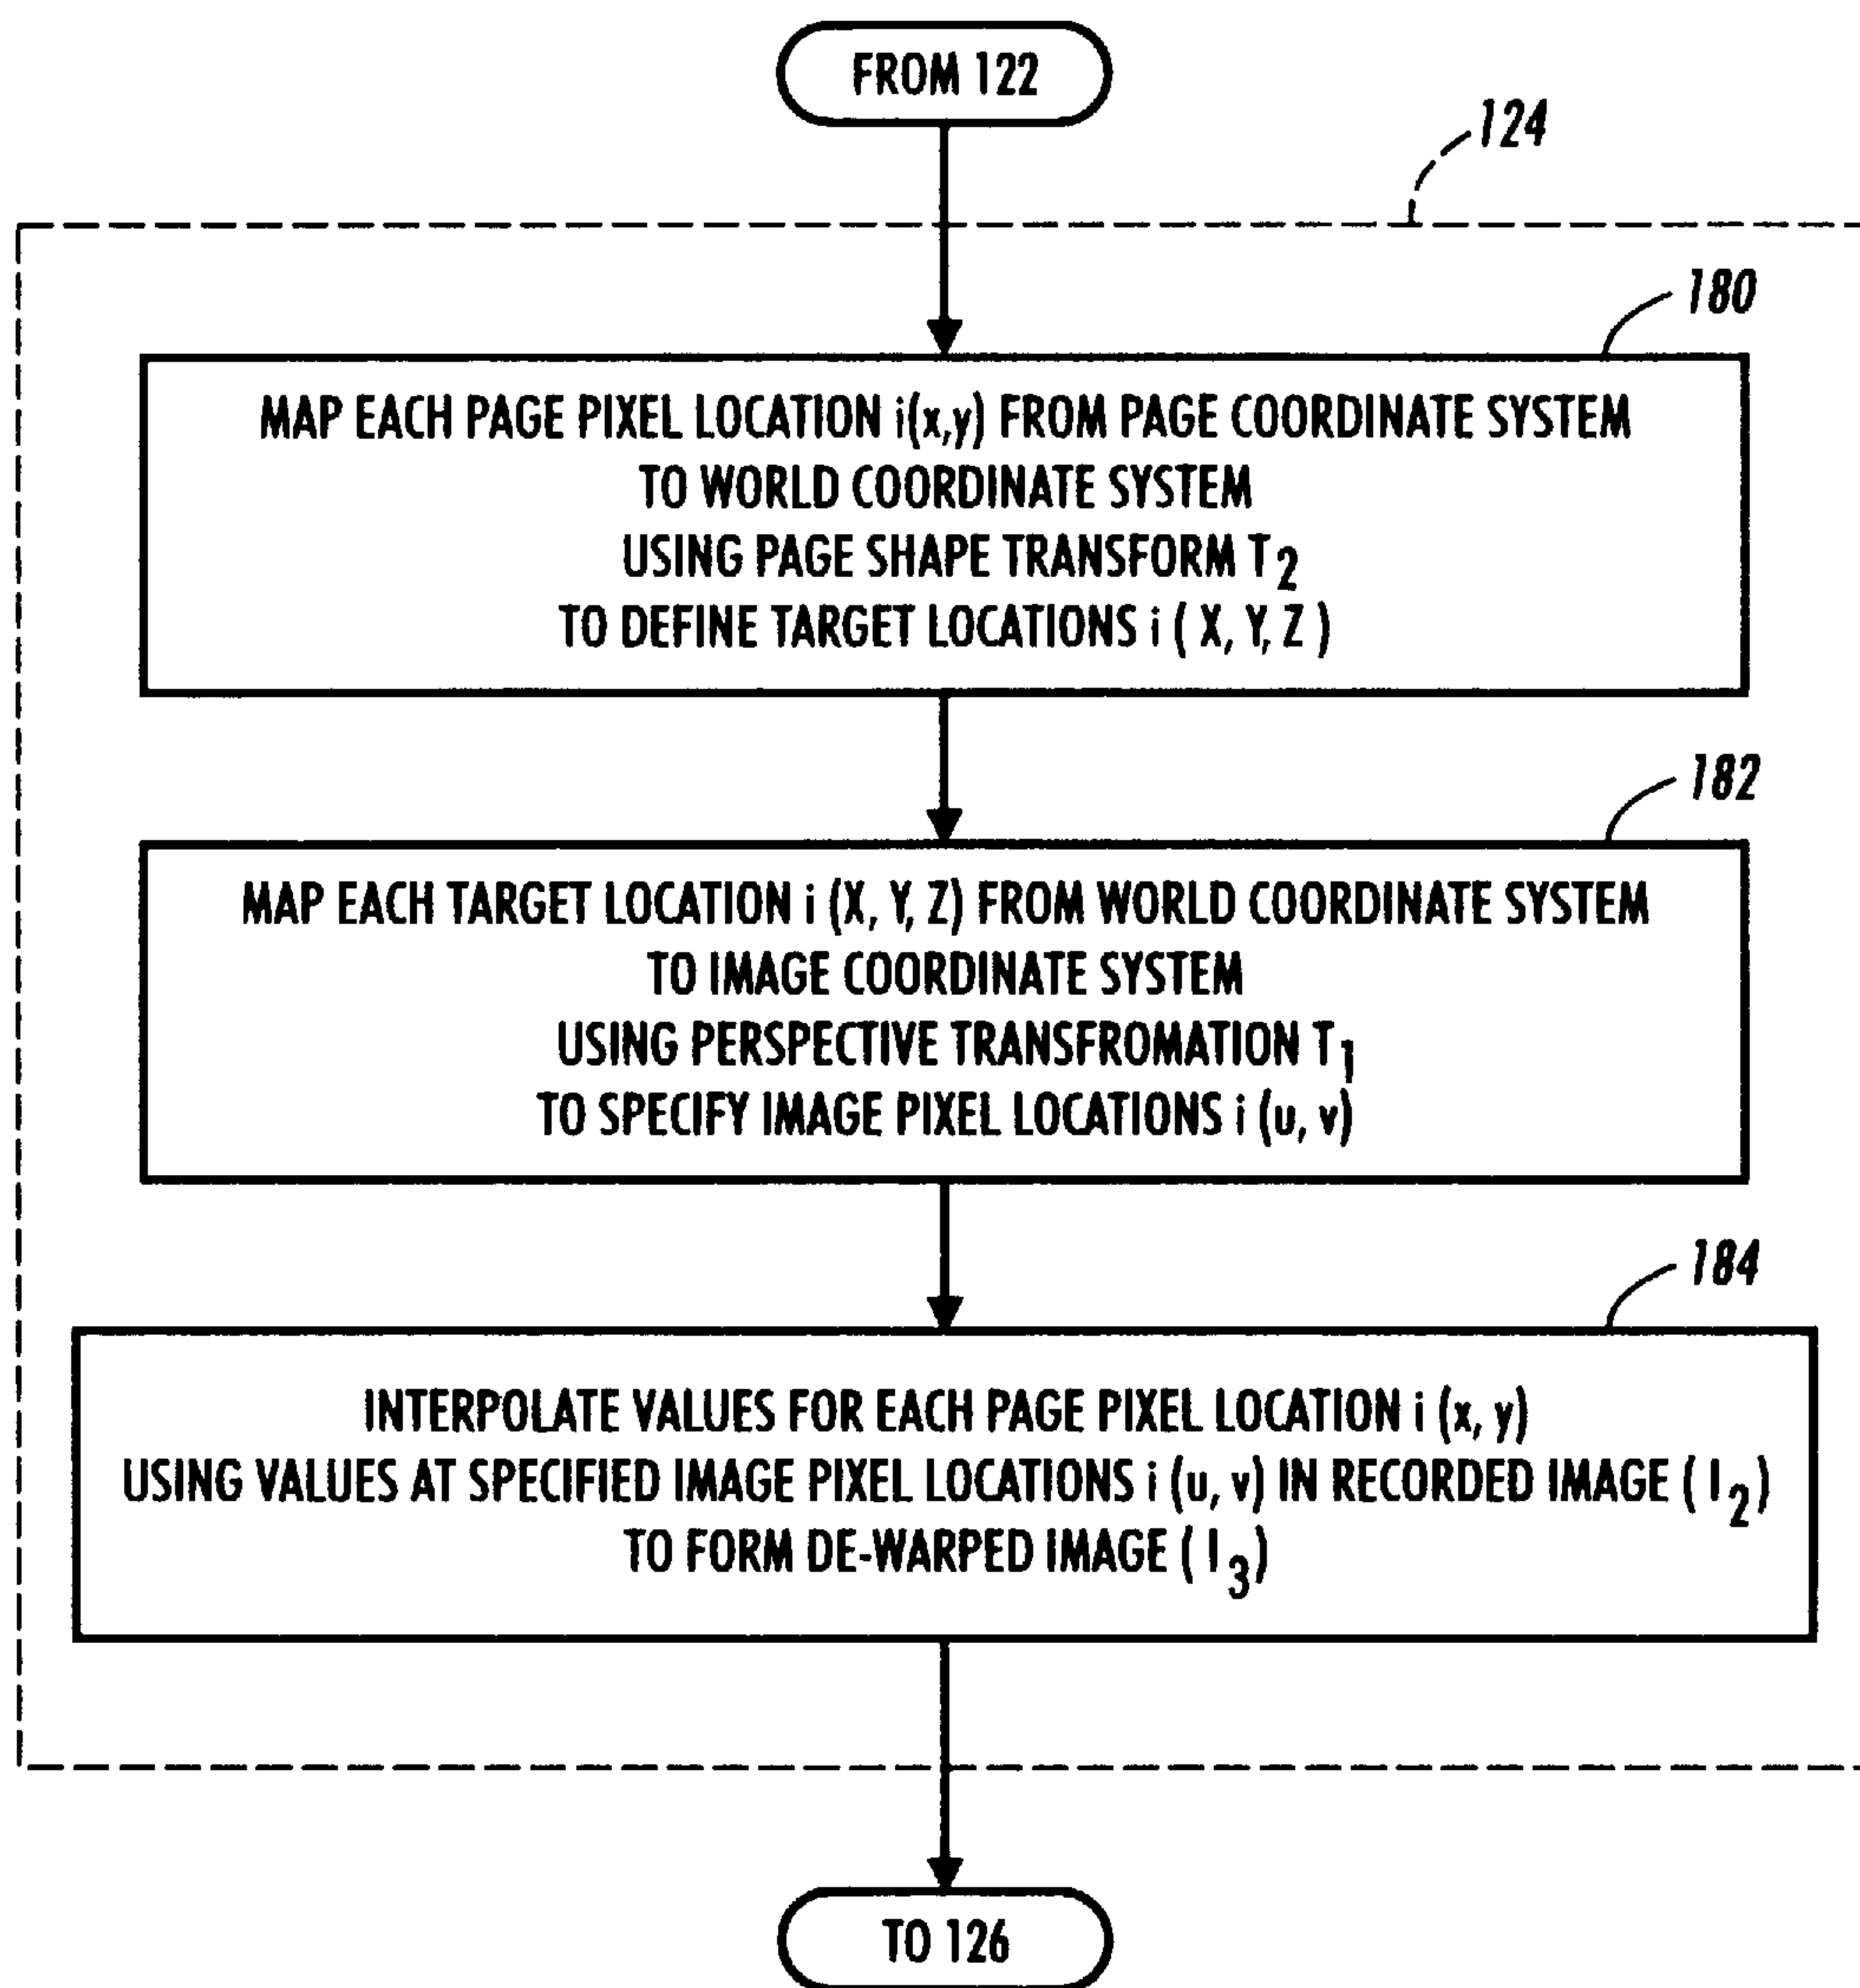 FROM 122
124
180
MAP EACH PAGE PIXEL LOCATION i(x,y) FROM PAGE COORDINATE SYSTEM
TO WORLD COORDINATE SYSTEM
USING PAGE SHAPE TRANSFORM T2
TO DEFINE TARGET LOCATIONS i ( X, Y, Z )
182
MAP EACH TARGET LOCATION i (X, Y, Z) FROM WORLD COORDINATE SYSTEM
TO IMAGE COORDINATE SYSTEM
USING PERSPECTIVE TRANSFROMATION T1
TO SPECIFY IMAGE PIXEL LOCATIONS i (u, v)
184
INTERPOLATE VALUES FOR EACH PAGE PIXEL LOCATION i (x, y)
USING VALUES AT SPECIFIED IMAGE PIXEL LOCATIONS i (u, v) IN RECORDED IMAGE ( I2 )
TO FORM DE-WARPED IMAGE ( I3 )
TO 126